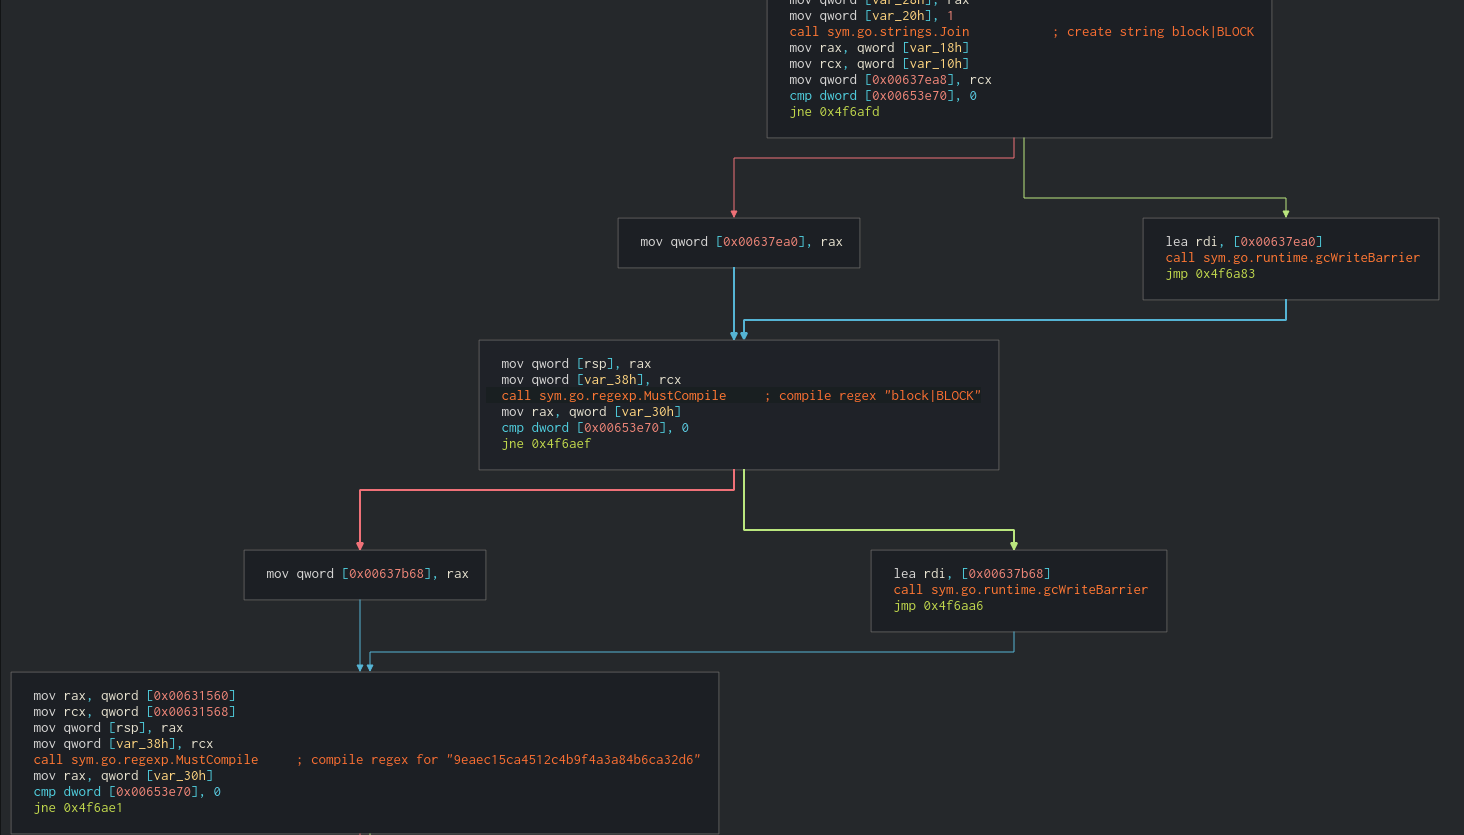 mov qword [var_28h], rax
mov qword [var_20h], 1
call sym.go.strings.Join ; create string block|BLOCK
mov rax, qword [var_18h]
mov rcx, qword [var_10h]
mov qword [0x00637ea8], rcx
cmp dword [0x00653e70], 0
jne 0x4f6afd
mov qword [0x00637ea0], rax
lea rdi, [0x00637ea0]
call sym.go.runtime.gcWriteBarrier
jmp 0x4f6a83
mov qword [rsp], rax
mov qword [var_38h], rcx
call sym.go.regexp.MustCompile ; compile regex "block|BLOCK"
mov rax, qword [var_30h]
cmp dword [0x00653e70], 0
jne 0x4f6aef
mov qword [0x00637b68], rax
lea rdi, [0x00637b68]
call sym.go.runtime.gcWriteBarrier
jmp 0x4f6aa6
mov rax, qword [0x00631560]
mov rcx, qword [0x00631568]
mov qword [rsp], rax
mov qword [var_38h], rcx
call sym.go.regexp.MustCompile ; compile regex for "9eaec15ca4512c4b9f4a3a84b6ca32d6"
mov rax, qword [var_30h]
cmp dword [0x00653e70], 0
jne 0x4f6ae1